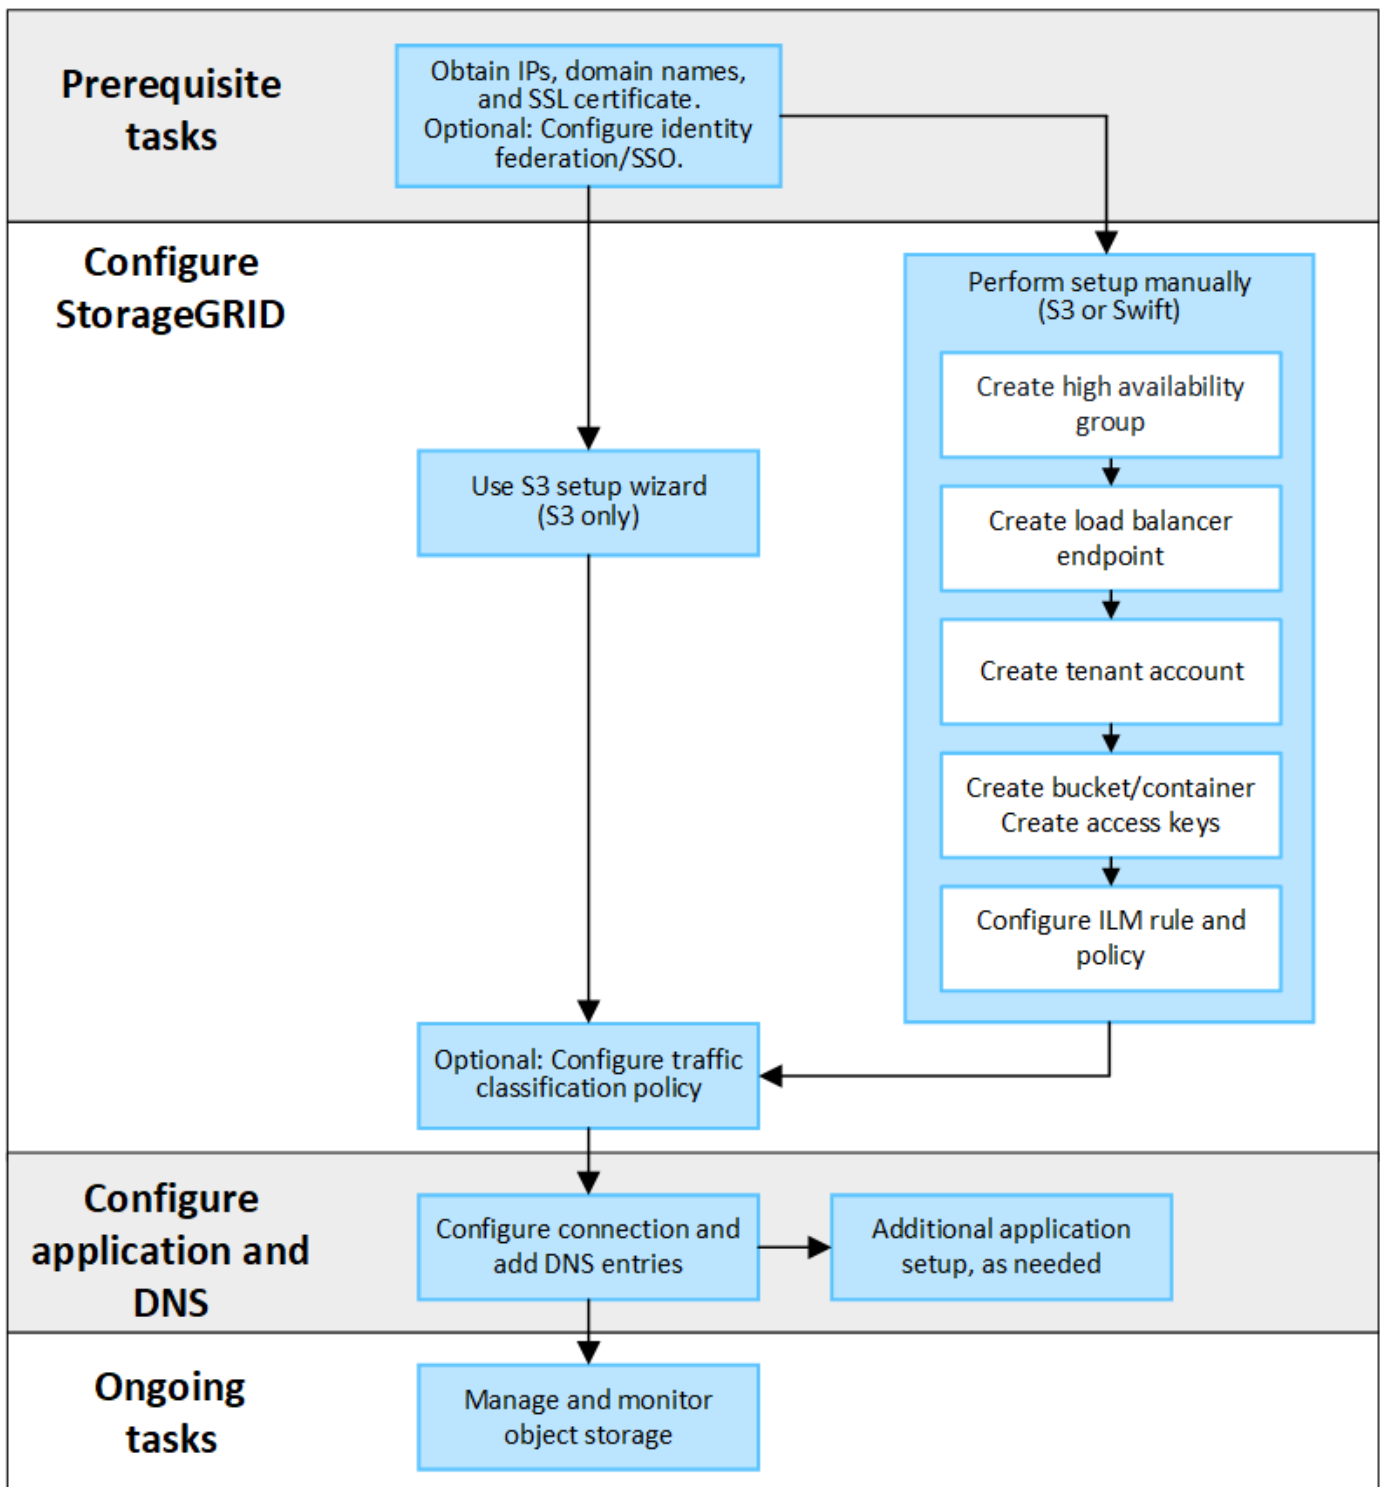 Prerequisite
tasks
Obtain IPs, domain names,
and SSL certificate.
Optional: Configure identity
federation/SSO.
Configure
StorageGRID
Perform setup manually
(S3 or Swift)
Create high availability
group
Create load balancer
endpoint
Create tenant account
Create bucket/container
Create access keys
Configure ILM rule and
policy
Use S3 setup wizard
(S3 only)
Optional: Configure traffic
classification policy
Configure
application and
DNS
Configure connection and
add DNS entries
Additional application
setup, as needed
Ongoing
tasks
Manage and monitor
object storage